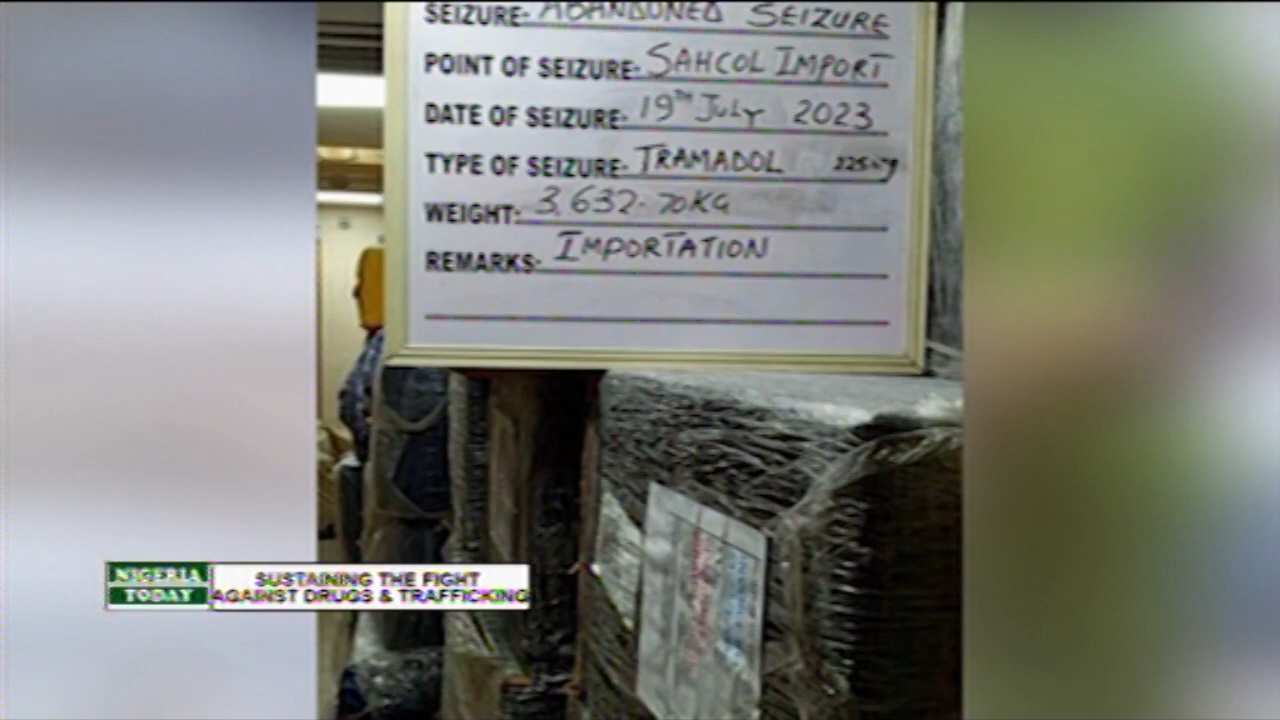 SEIZURE- ABANDONED SEIZURE
POINT OF SEIZURE- SAHCOL IMPORT
DATE OF SEIZURE- 19TH JULY 2023
TYPE OF SEIZURE- TRAMADOL 225mg
WEIGHT: 3.632.70KG
REMARKS- IMPORTATION
NIGERIA TODAY
SUSTAINING THE FIGHT
AGAINST DRUGS & TRAFFICKING